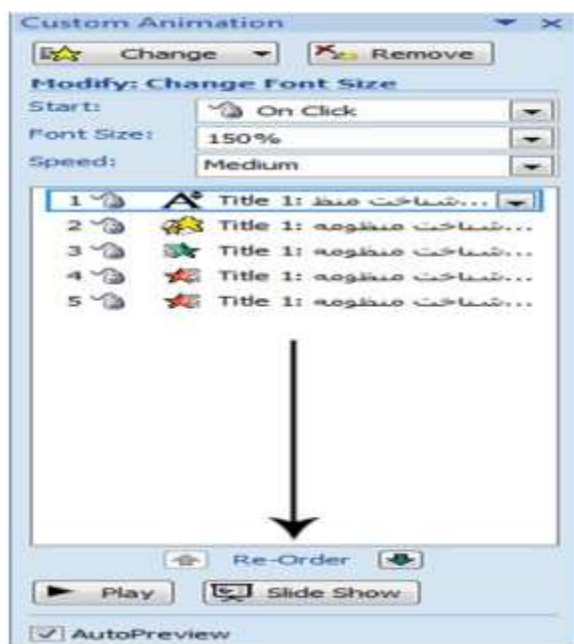 Custom Animation
Change Remove
Modify: Change Font Size
Start: On Click
Font Size: 150%
Speed: Medium
1 Title 1: شناخت منظ...
2 Title 1: شناخت منظومه...
3 Title 1: شناخت منظومه...
4 Title 1: شناخت منظومه...
5 Title 1: شناخت منظومه...
Re-Order
Play Slide Show
AutoPreview